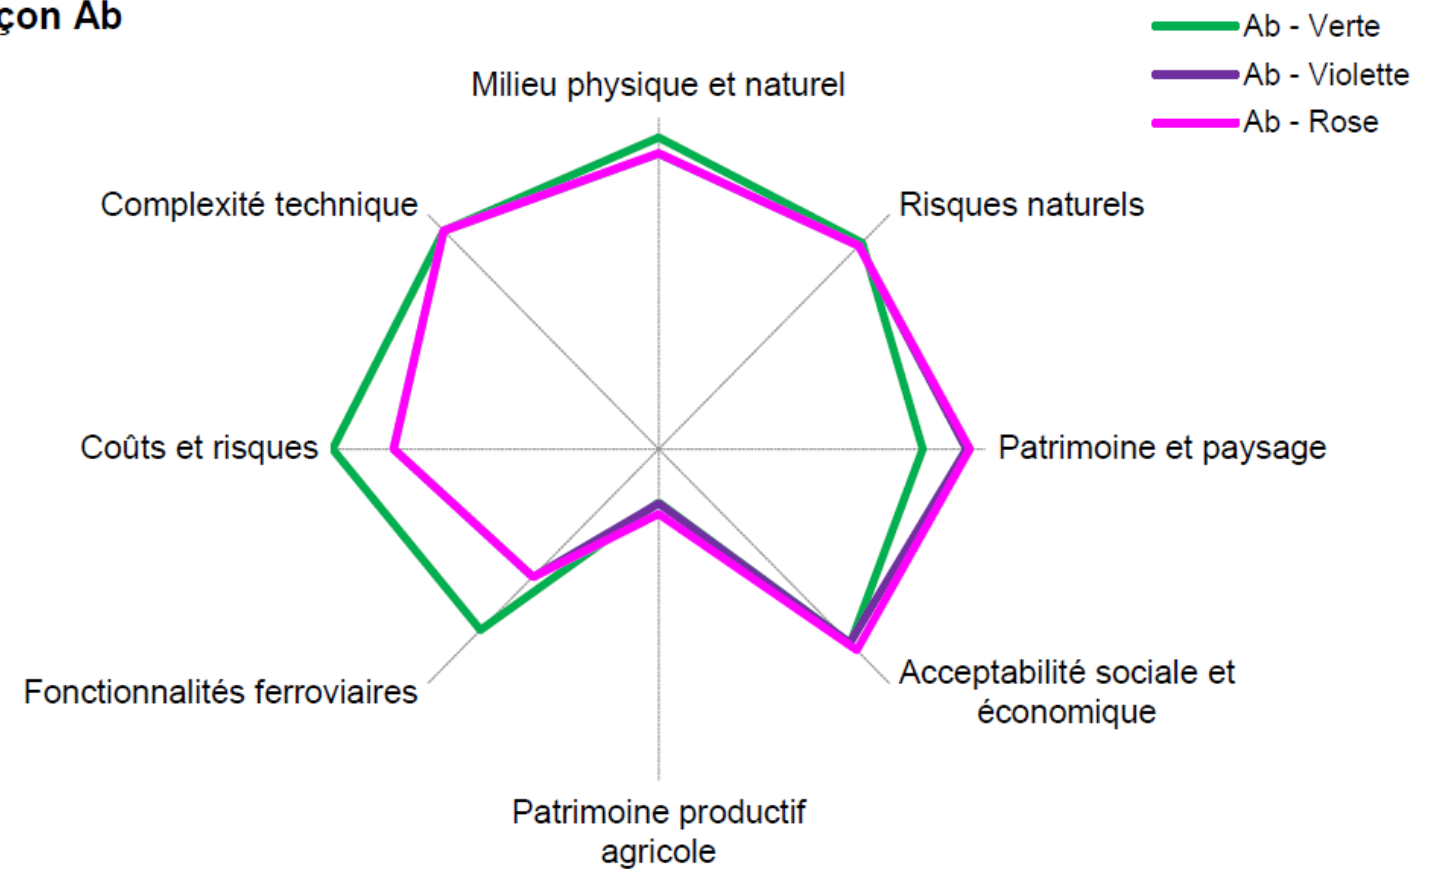 çon Ab
Ab - Verte
Ab - Violette
Ab - Rose
Milieu physique et naturel
Complexité technique
Risques naturels
Coûts et risques
Patrimoine et paysage
Fonctionnalités ferroviaires
Acceptabilité sociale et
économique
Patrimoine productif
agricole